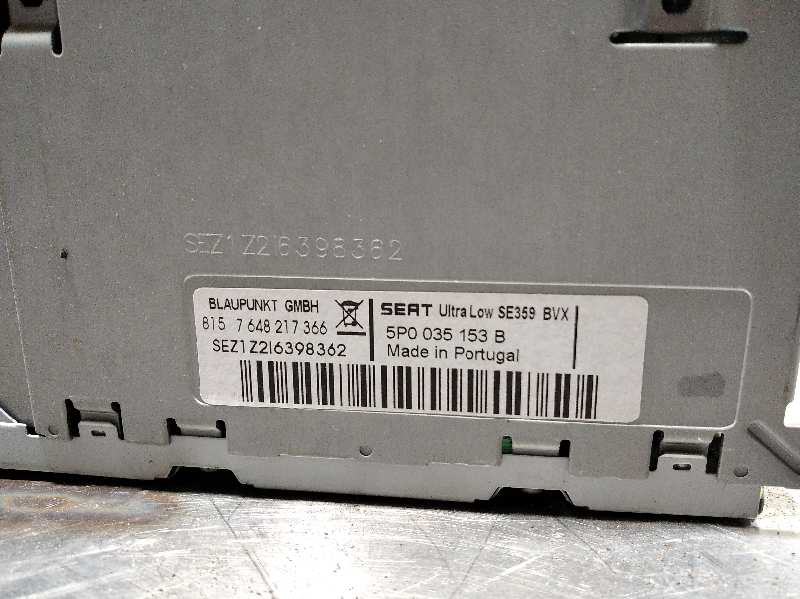 SEZ1Z2I6398362
BLAUPUNKT GMBH
815 7 648 217 366
SEZ1Z2I6398362
SEAT Ultra Low SE359 BVX
5P0 035 153 B
Made in Portugal